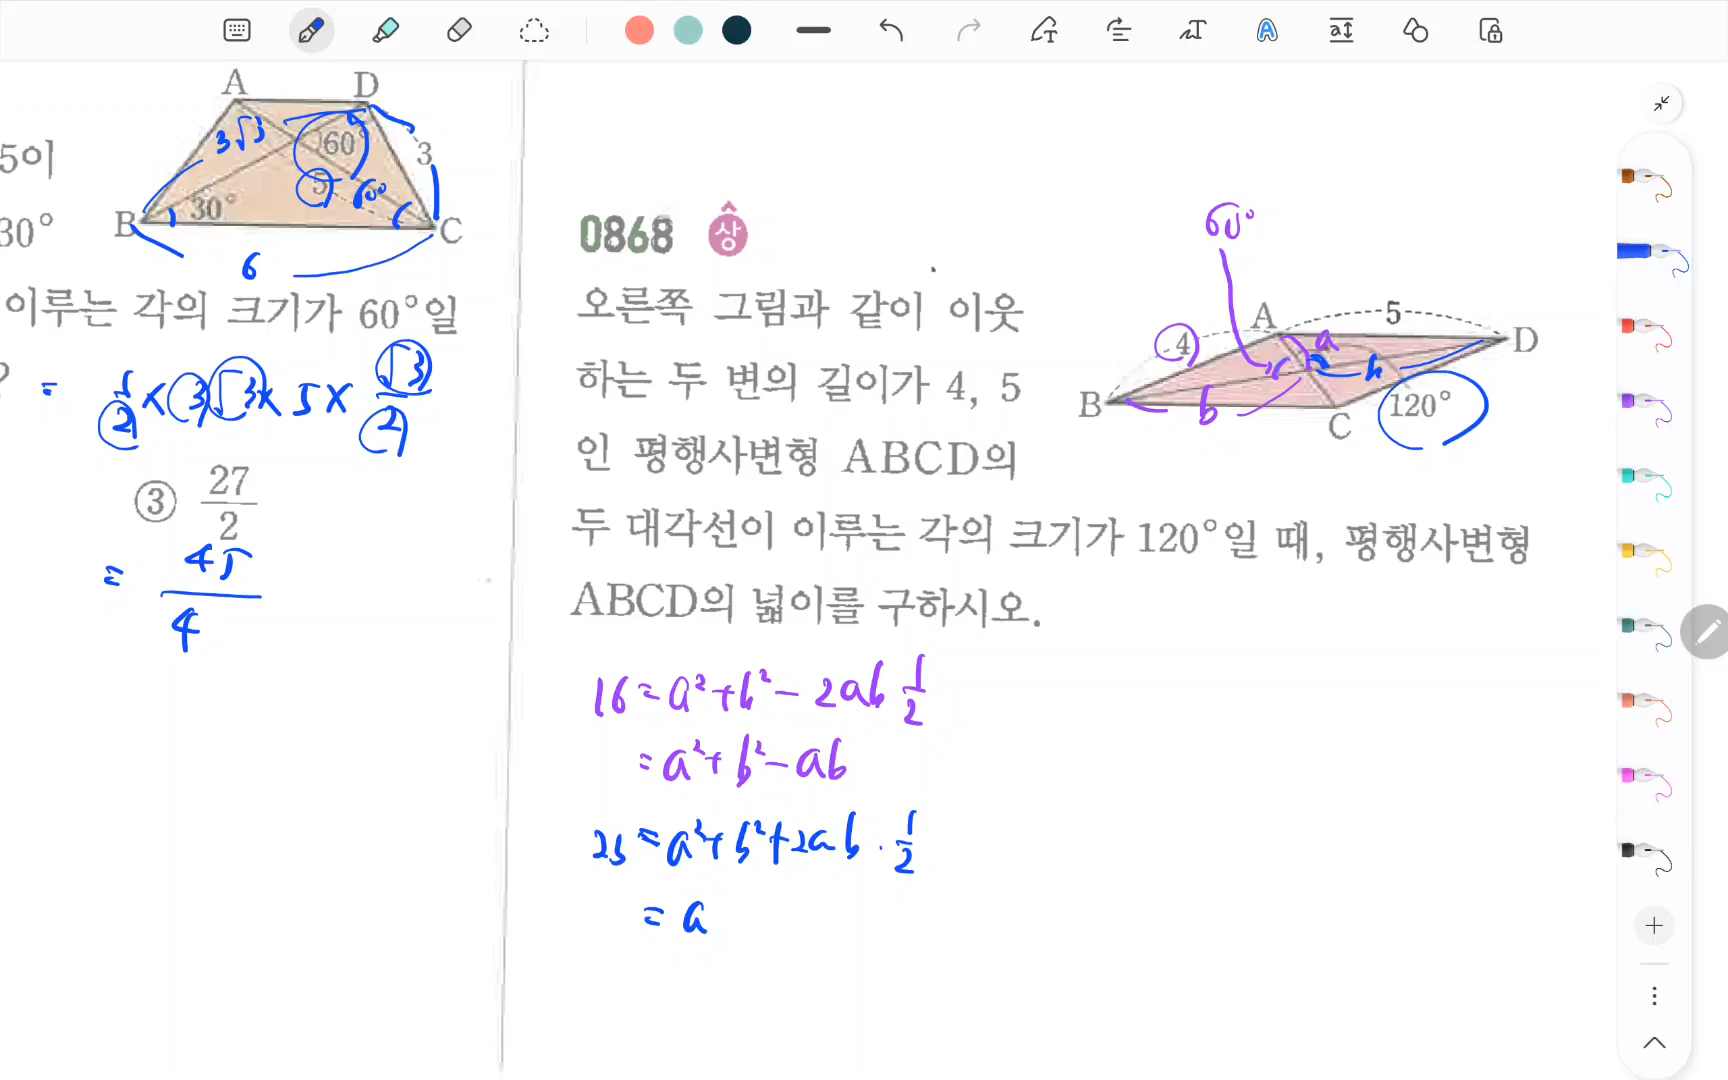 A D
3√3 60° 3
5이
5 60°
B 30° C
30°
6
이루는 각의 크기가 60°일
?
= 1/2 × 3√3 × 5 × √3/2
③ 27/2
= 45/4
0868 상
60°
오른쪽 그림과 같이 이웃
A 5 D
4 a
하는 두 변의 길이가 4, 5
B b C 120°
인 평행사변형 ABCD의
두 대각선이 이루는 각의 크기가 120°일 때, 평행사변형
ABCD의 넓이를 구하시오.
16 = a² + b² - 2ab 1/2
= a² + b² - ab
25 = a² + b² + 2ab · 1/2
= a